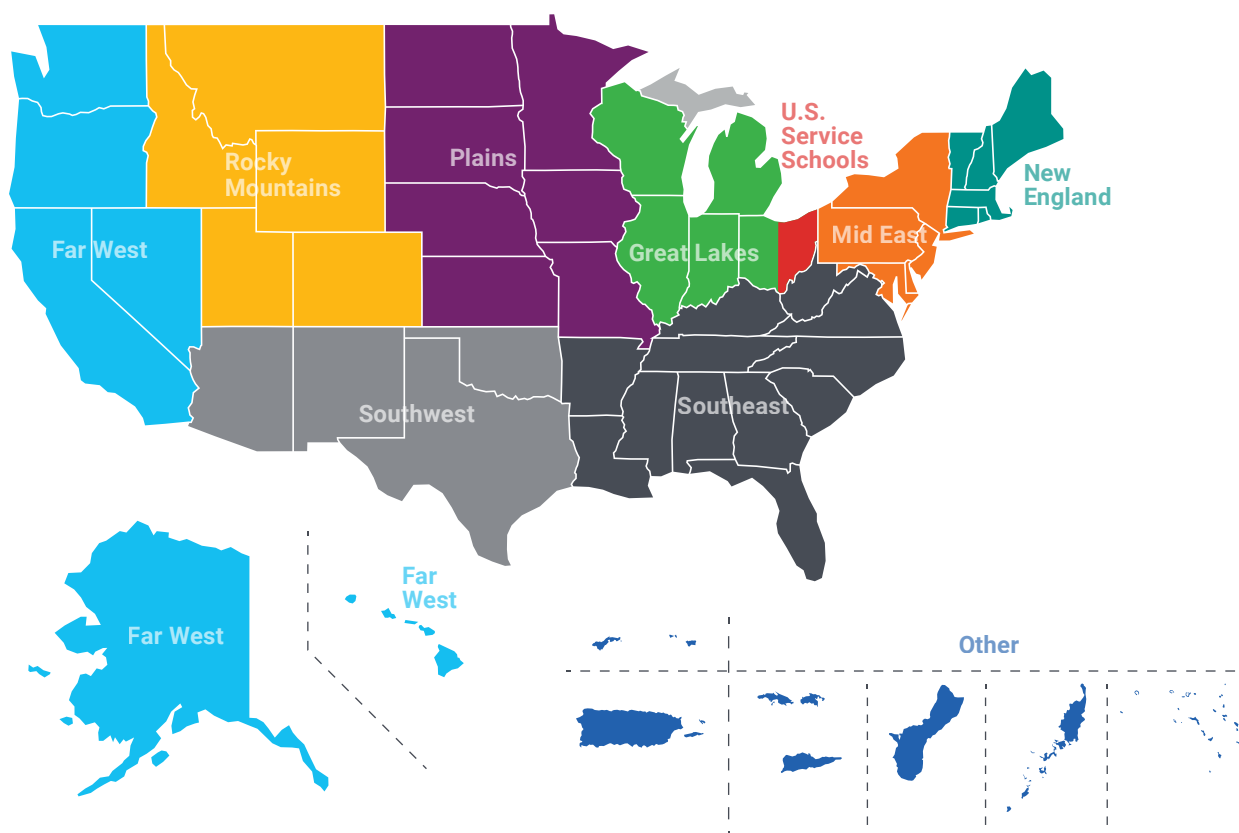 U.S.
Service
Schools
Rocky
Mountains
Plains
New
England
Far West
Great Lakes
Mid East
Southwest
Southeast
Far
West
Far West
Other